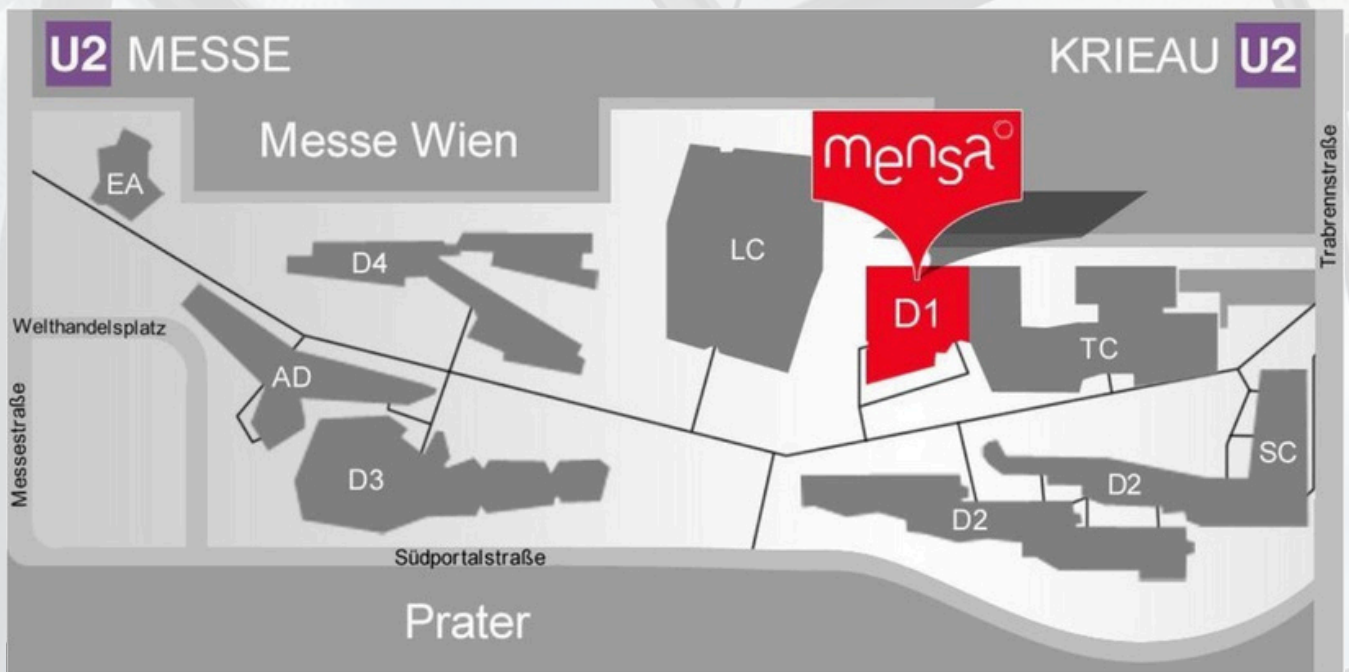 U2 MESSE
KRIEAU U2
Messe Wien
mensa
EA
D4
LC
D1
TC
Trabrennstraße
Welthandelsplatz
AD
Messestraße
D3
D2
D2
SC
Südportalstraße
Prater